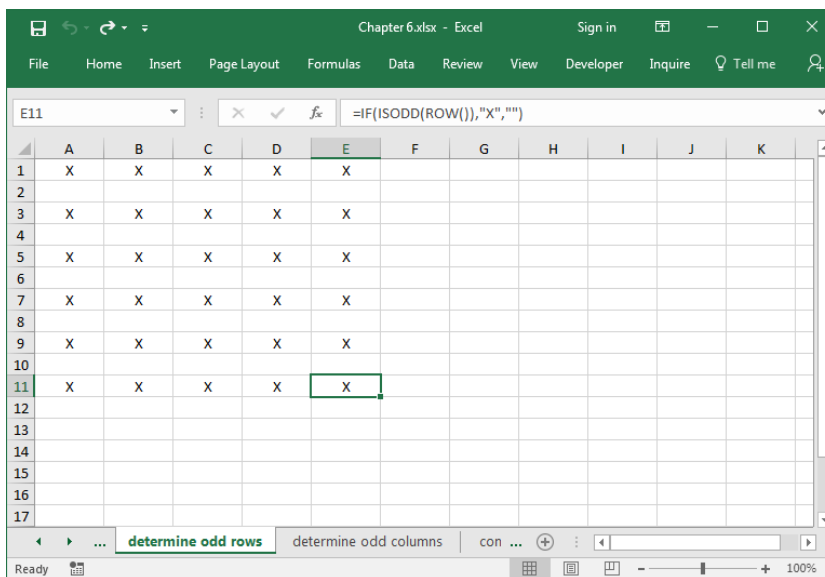 Chapter 6.xlsx - Excel Sign in
File Home Insert Page Layout Formulas Data Review View Developer Inquire Tell me
E11 fx =IF(ISODD(ROW()),"X","")
A B C D E F G H I J K
1 X X X X X
2
3 X X X X X
4
5 X X X X X
6
7 X X X X X
8
9 X X X X X
10
11 X X X X X
12
13
14
15
16
17
... determine odd rows determine odd columns con ...
Ready 100%